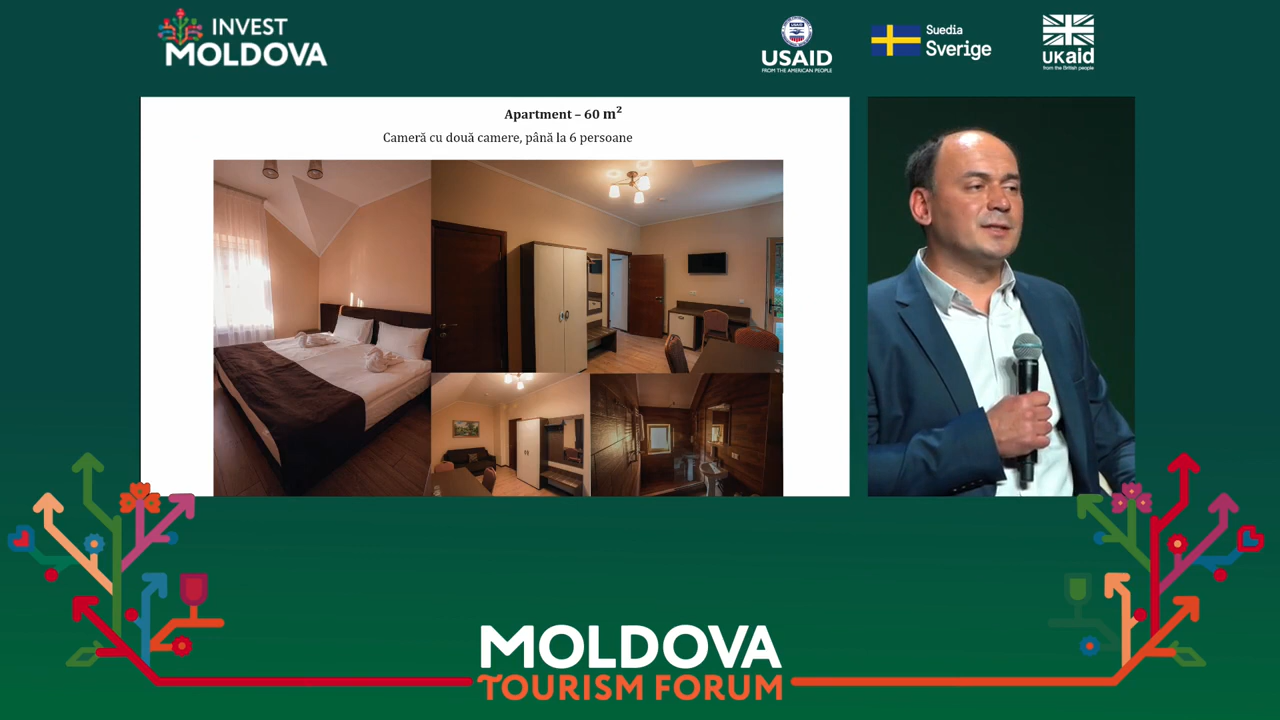 INVEST
MOLDOVA
USAID
FROM THE AMERICAN PEOPLE
Suedia
Sverige
UKaid
from the British people
Apartment – 60 m²
Cameră cu două camere, până la 6 persoane
MOLDOVA
TOURISM FORUM